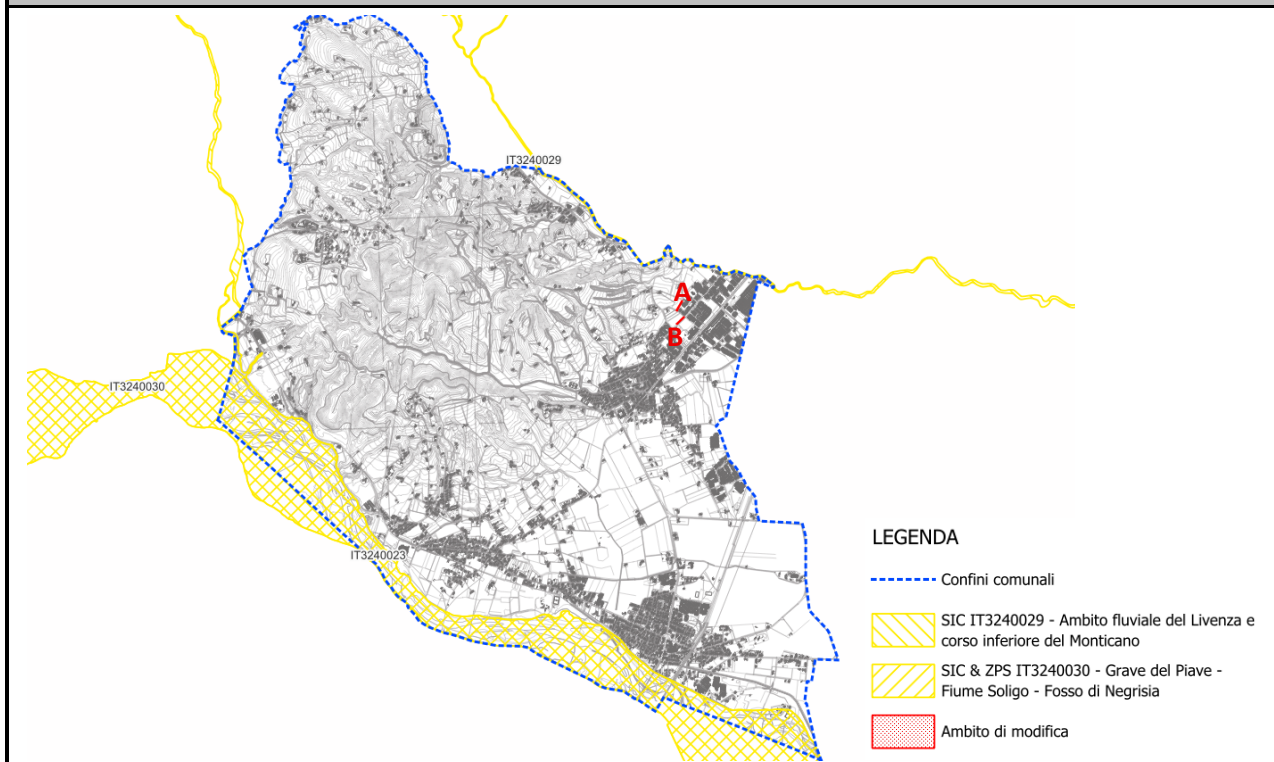 IT3240029
A
B
IT3240030
IT3240023
LEGENDA
Confini comunali
SIC IT3240029 - Ambito fluviale del Livenza e
corso inferiore del Monticano
SIC & ZPS IT3240030 - Grave del Piave -
Fiume Soligo - Fosso di Negrisia
Ambito di modifica